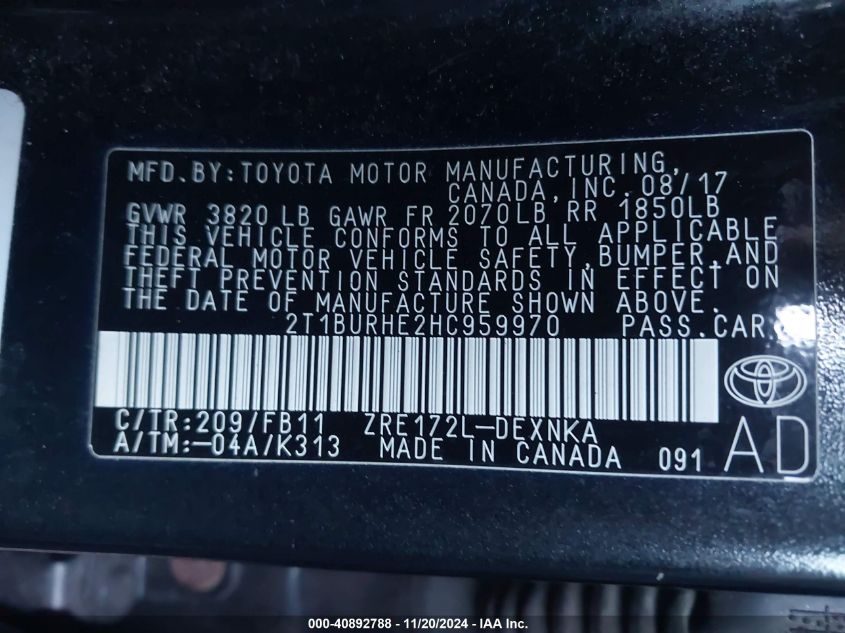 MFD.BY:TOYOTA MOTOR MANUFACTURING,
CANADA,INC. 08/17
GVWR 3820 LB GAWR FR 2070LB RR 1850LB
THIS VEHICLE CONFORMS TO ALL APPLICABLE
FEDERAL MOTOR VEHICLE SAFETY,BUMPER,AND
THEFT PREVENTION STANDARDS IN EFFECT ON
THE DATE OF MANUFACTURE SHOWN ABOVE.
2T1BURHE2HC959970 PASS.CAR
C/TR:209/FB11 ZRE172L-DEXNKA
A/TM:-04A/K313 MADE IN CANADA 091 AD
000-40892788 - 11/20/2024 - IAA Inc.